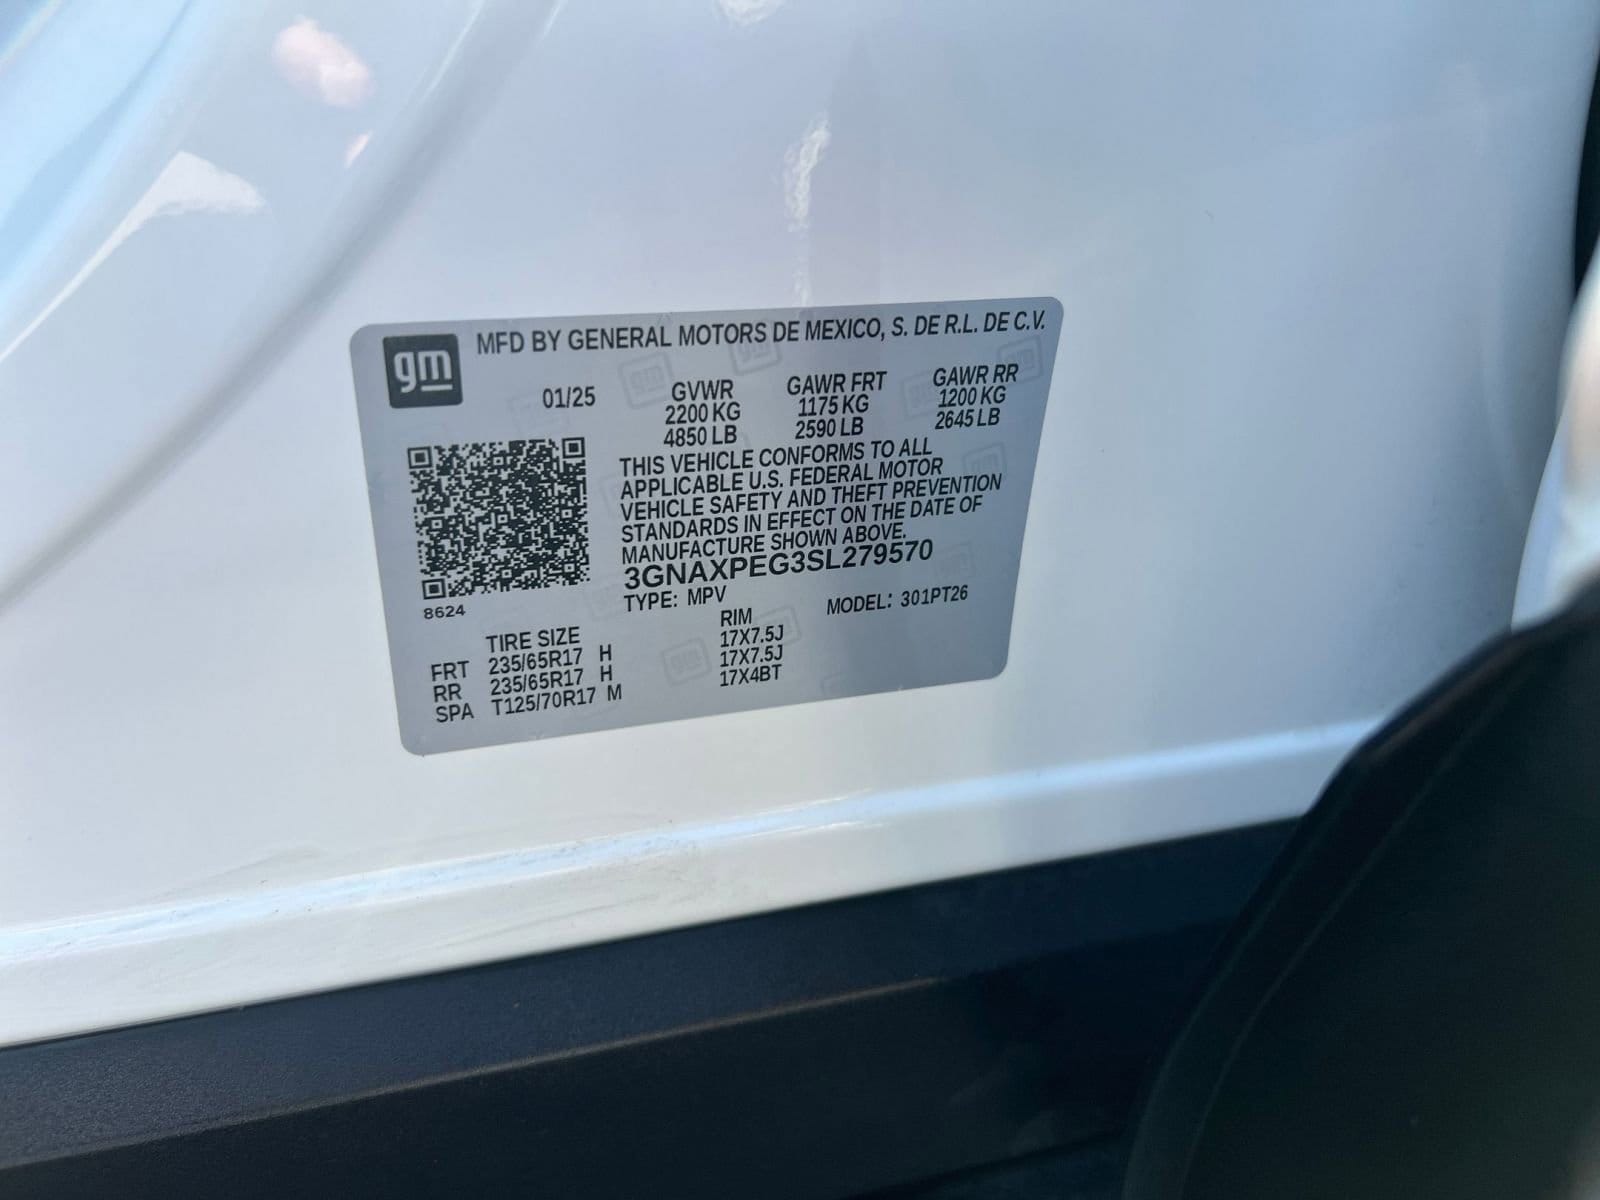 gm MFD BY GENERAL MOTORS DE MEXICO, S. DE R.L. DE C.V.
01/25 GVWR GAWR FRT GAWR RR
2200 KG 1175 KG 1200 KG
4850 LB 2590 LB 2645 LB
THIS VEHICLE CONFORMS TO ALL
APPLICABLE U.S. FEDERAL MOTOR
VEHICLE SAFETY AND THEFT PREVENTION
STANDARDS IN EFFECT ON THE DATE OF
MANUFACTURE SHOWN ABOVE.
3GNAXPEG3SL279570
8624
TYPE: MPV MODEL: 301PT26
TIRE SIZE RIM
FRT 235/65R17 H 17X7.5J
RR 235/65R17 H 17X7.5J
SPA T125/70R17 M 17X4BT